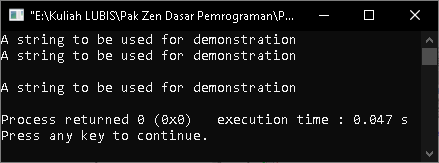 "E:\Kuliah LUBIS\Pak Zen Dasar Pemrograman\P...
A string to be used for demonstration
A string to be used for demonstration
A string to be used for demonstration
Process returned 0 (0x0)   execution time : 0.047 s
Press any key to continue.